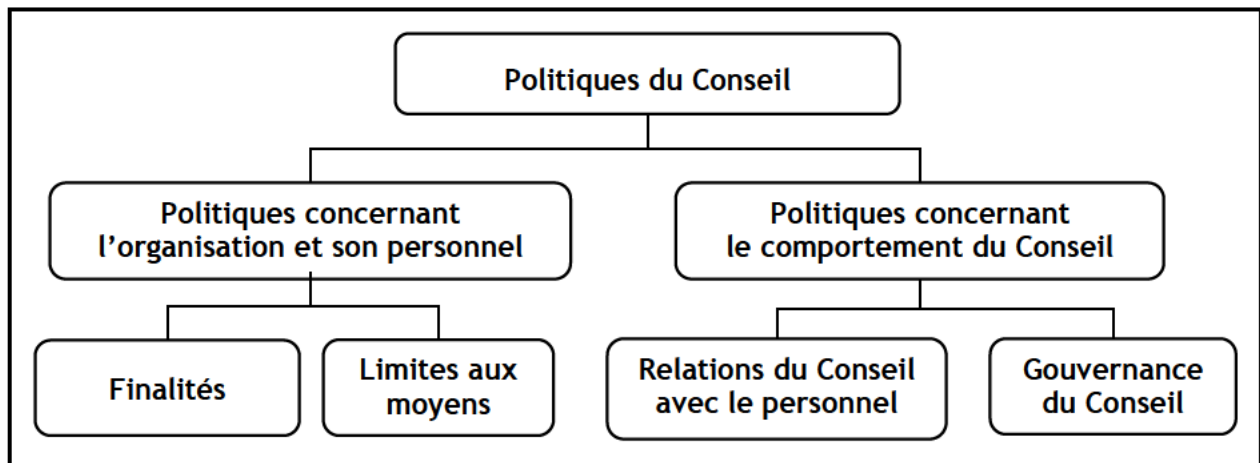 Politiques du Conseil
Politiques concernant
l’organisation et son personnel
Politiques concernant
le comportement du Conseil
Finalités
Limites aux
moyens
Relations du Conseil
avec le personnel
Gouvernance
du Conseil